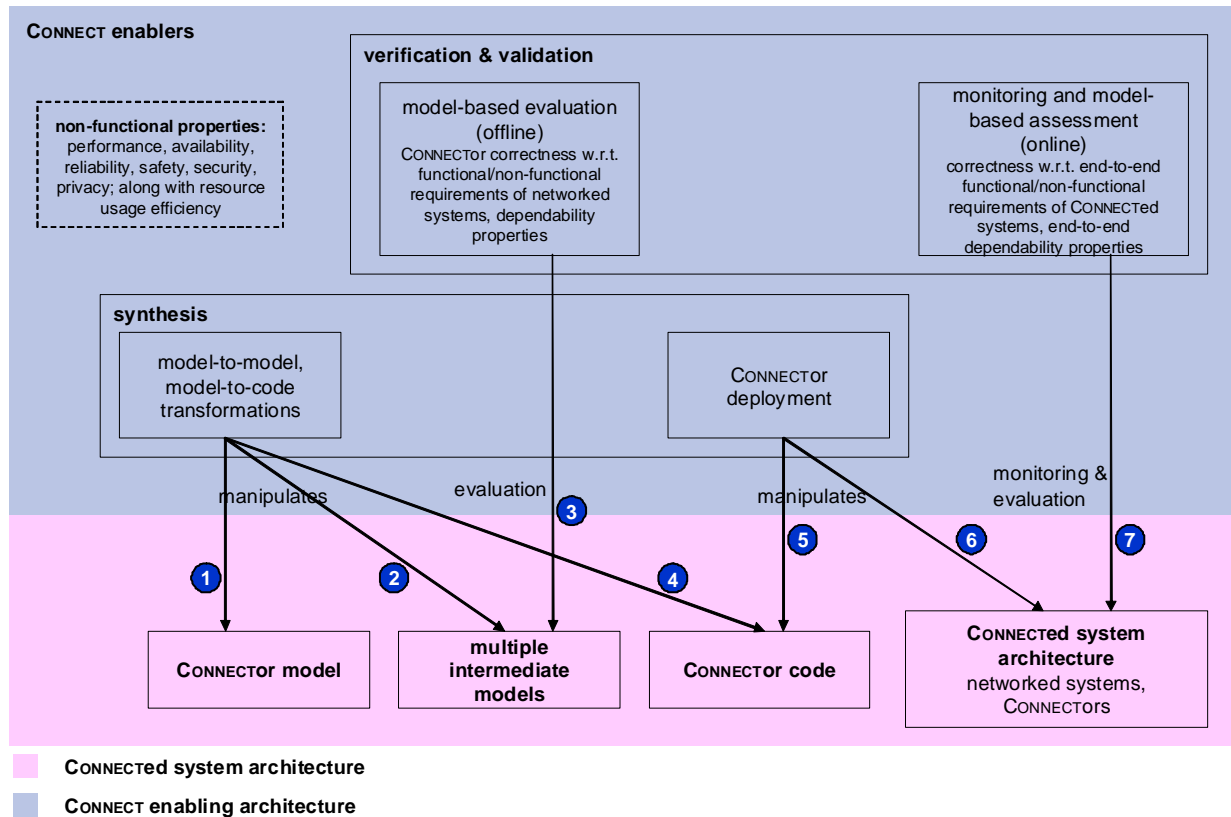 CONNECT enablers
verification & validation
non-functional properties:
performance, availability,
reliability, safety, security,
privacy; along with resource
usage efficiency
model-based evaluation
(offline)
CONNECTor correctness w.r.t.
functional/non-functional
requirements of networked
systems, dependability
properties
monitoring and model-
based assessment
(online)
correctness w.r.t. end-to-end
functional/non-functional
requirements of CONNECTed
systems, end-to-end
dependability properties
synthesis
model-to-model,
model-to-code
transformations
CONNECTor
deployment
manipulates
evaluation
manipulates
monitoring &
evaluation
1
2
3
4
5
6
7
CONNECTor model
multiple
intermediate
models
CONNECTor code
CONNECTed system
architecture
networked systems,
CONNECTors
CONNECTed system architecture
CONNECT enabling architecture